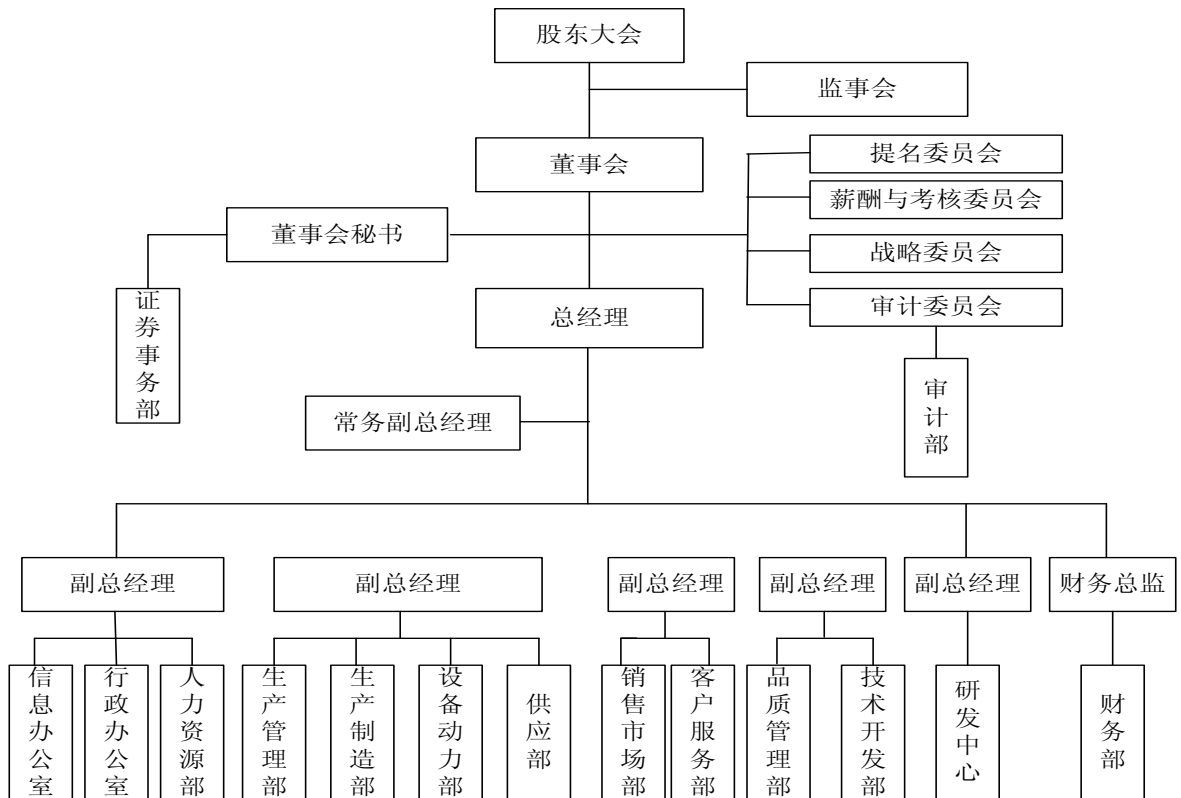 股东大会
监事会
董事会
提名委员会
薪酬与考核委员会
董事会秘书
战略委员会
证券事务部
总经理
审计委员会
审计部
常务副总经理
副总经理
副总经理
副总经理
副总经理
副总经理
财务总监
信息办公室
行政办公室
人力资源部
生产管理部
生产制造部
设备动力部
供应部
销售市场部
客户服务部
品质管理部
技术开发部
研发中心
财务部